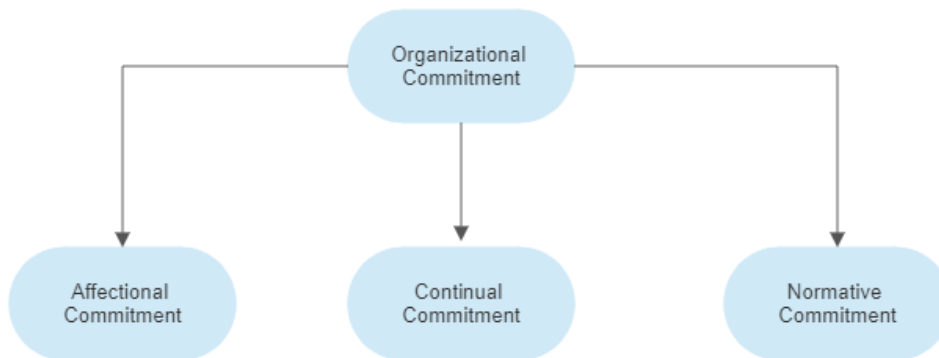 Organizational
Commitment
Affectional
Commitment
Continual
Commitment
Normative
Commitment